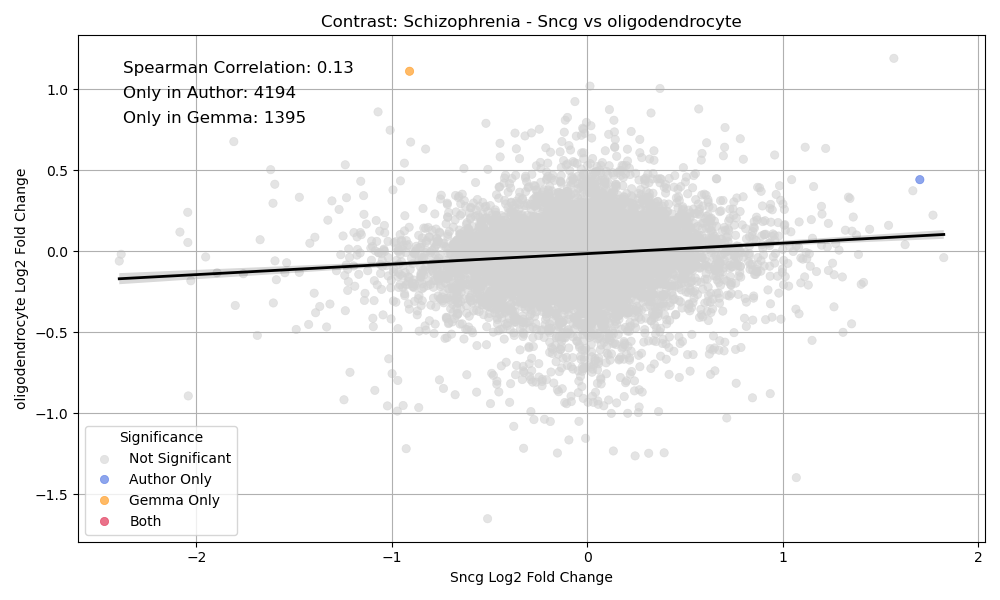 Contrast: Schizophrenia - Sncg vs oligodendrocyte
Spearman Correlation: 0.13
Only in Author: 4194
Only in Gemma: 1395
1.0
0.5
0.0
−0.5
−1.0
−1.5
oligodendrocyte Log2 Fold Change
Significance
Not Significant
Author Only
Gemma Only
Both
−2
−1
0
1
2
Sncg Log2 Fold Change